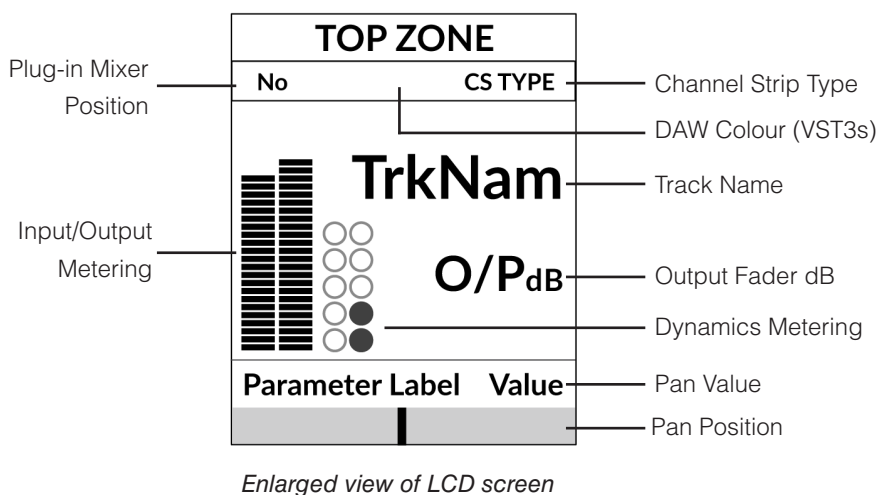 TOP ZONE
Plug-in Mixer
Position
No
CS TYPE
Channel Strip Type
DAW Colour (VST3s)
TrkNam
Track Name
Input/Output
Metering
O/PdB
Output Fader dB
Dynamics Metering
Parameter Label
Value
Pan Value
Pan Position
Enlarged view of LCD screen